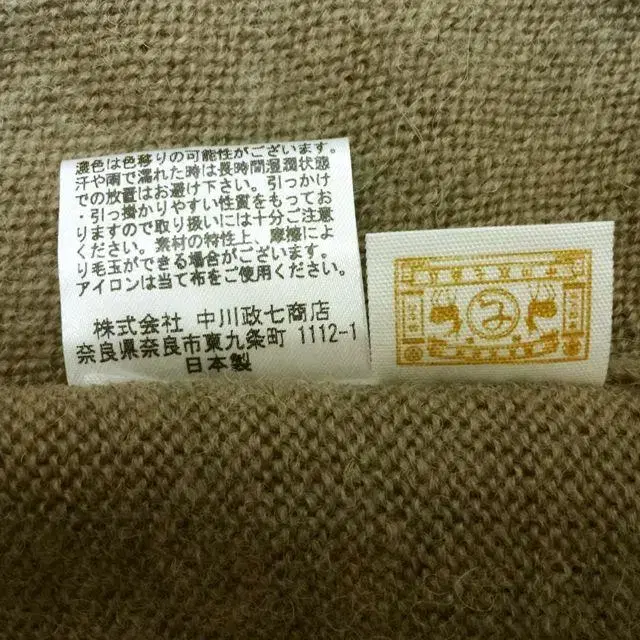 濃色は色移りの可能性がございます。
汗や雨で濡れた時は長時間湿潤状態
での放置はお避け下さい。引っかけ
・引っ掛かりやすい性質をもってお
りますので取り扱いには十分ご注意
ください。素材の特性上、摩擦によ
り毛玉ができる場合がございます。
アイロンは当て布をご使用ください。
株式会社 中川政七商店
奈良県奈良市東九条町 1112-1
日本製